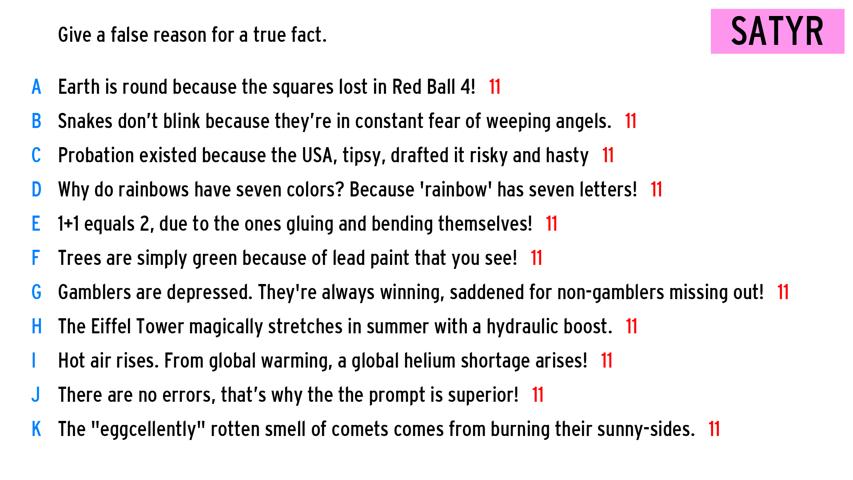 Give a false reason for a true fact.
SATYR
A Earth is round because the squares lost in Red Ball 4! 11
B Snakes don't blink because they're in constant fear of weeping angels. 11
C Probation existed because the USA, tipsy, drafted it risky and hasty 11
D Why do rainbows have seven colors? Because 'rainbow' has seven letters! 11
E 1+1 equals 2, due to the ones gluing and bending themselves! 11
F Trees are simply green because of lead paint that you see! 11
G Gamblers are depressed. They're always winning, saddened for non-gamblers missing out! 11
H The Eiffel Tower magically stretches in summer with a hydraulic boost. 11
I Hot air rises. From global warming, a global helium shortage arises! 11
J There are no errors, that's why the the prompt is superior! 11
K The "eggcellently" rotten smell of comets comes from burning their sunny-sides. 11